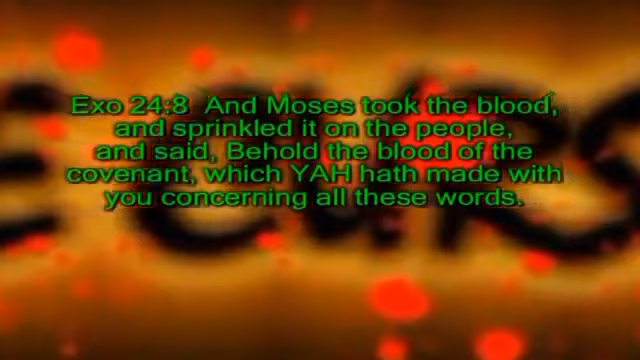 Exo 24:8 And Moses took the blood,
and sprinkled it on the people,
and said, Behold the blood of the
covenant, which YAH hath made with
you concerning all these words.